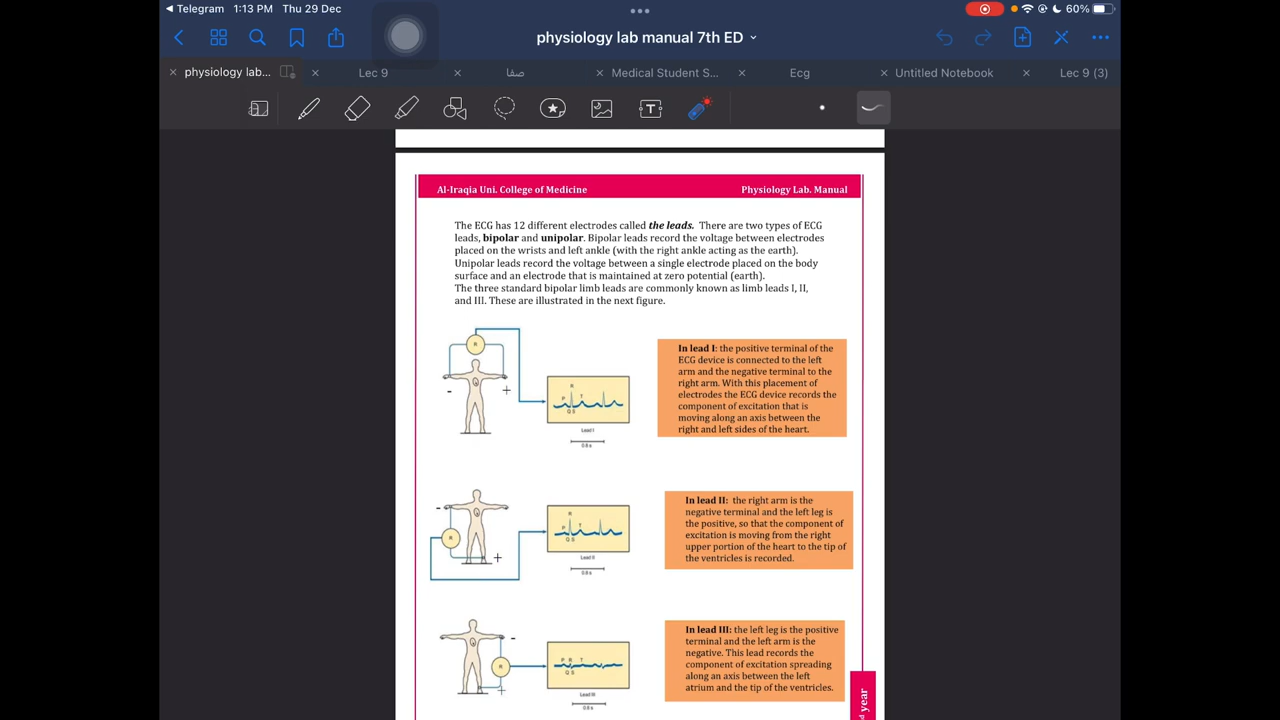 Telegram 1:13 PM Thu 29 Dec 60%
physiology lab manual 7th ED
physiology lab... Lec 9 صفا Medical Student S... Ecg Untitled Notebook Lec 9 (3)
T
Al-Iraqia Uni. College of Medicine Physiology Lab. Manual
The ECG has 12 different electrodes called the leads. There are two types of ECG
leads, bipolar and unipolar. Bipolar leads record the voltage between electrodes
placed on the wrists and left ankle (with the right ankle acting as the earth).
Unipolar leads record the voltage between a single electrode placed on the body
surface and an electrode that is maintained at zero potential (earth).
The three standard bipolar limb leads are commonly known as limb leads I, II,
and III. These are illustrated in the next figure.
R
- +
R
P T
Q S
Lead I
0.8 s
In lead I: the positive terminal of the
ECG device is connected to the left
arm and the negative terminal to the
right arm. With this placement of
electrodes the ECG device records the
component of excitation that is
moving along an axis between the
right and left sides of the heart.
-
R
+
R
P T
Q S
Lead II
0.8 s
In lead II: the right arm is the
negative terminal and the left leg is
the positive, so that the component of
excitation is moving from the right
upper portion of the heart to the tip of
the ventricles is recorded.
-
R
+
P R T
Q S
Lead III
0.8 s
In lead III: the left leg is the positive
terminal and the left arm is the
negative. This lead records the
component of excitation spreading
along an axis between the left
atrium and the tip of the ventricles.
year